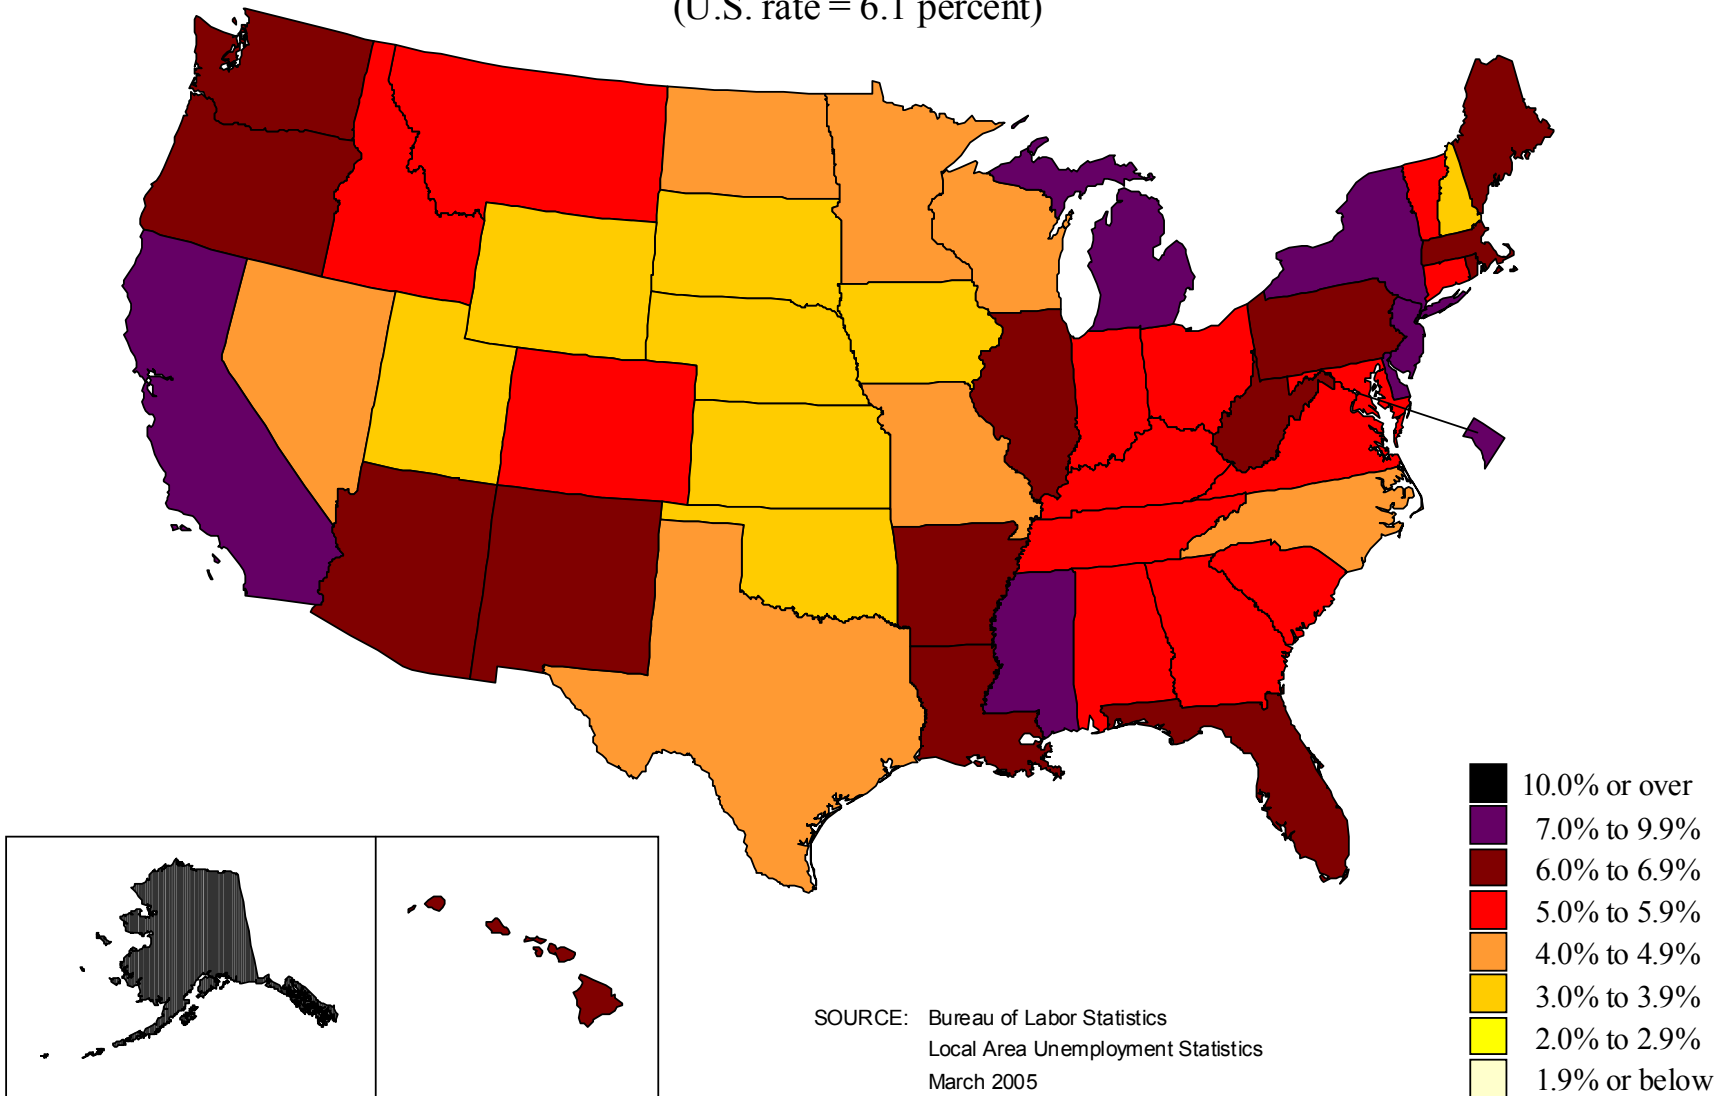 (U.S. rate = 6.1 percent)
10.0% or over
7.0% to 9.9%
6.0% to 6.9%
5.0% to 5.9%
4.0% to 4.9%
3.0% to 3.9%
2.0% to 2.9%
1.9% or below
SOURCE: Bureau of Labor Statistics
Local Area Unemployment Statistics
March 2005